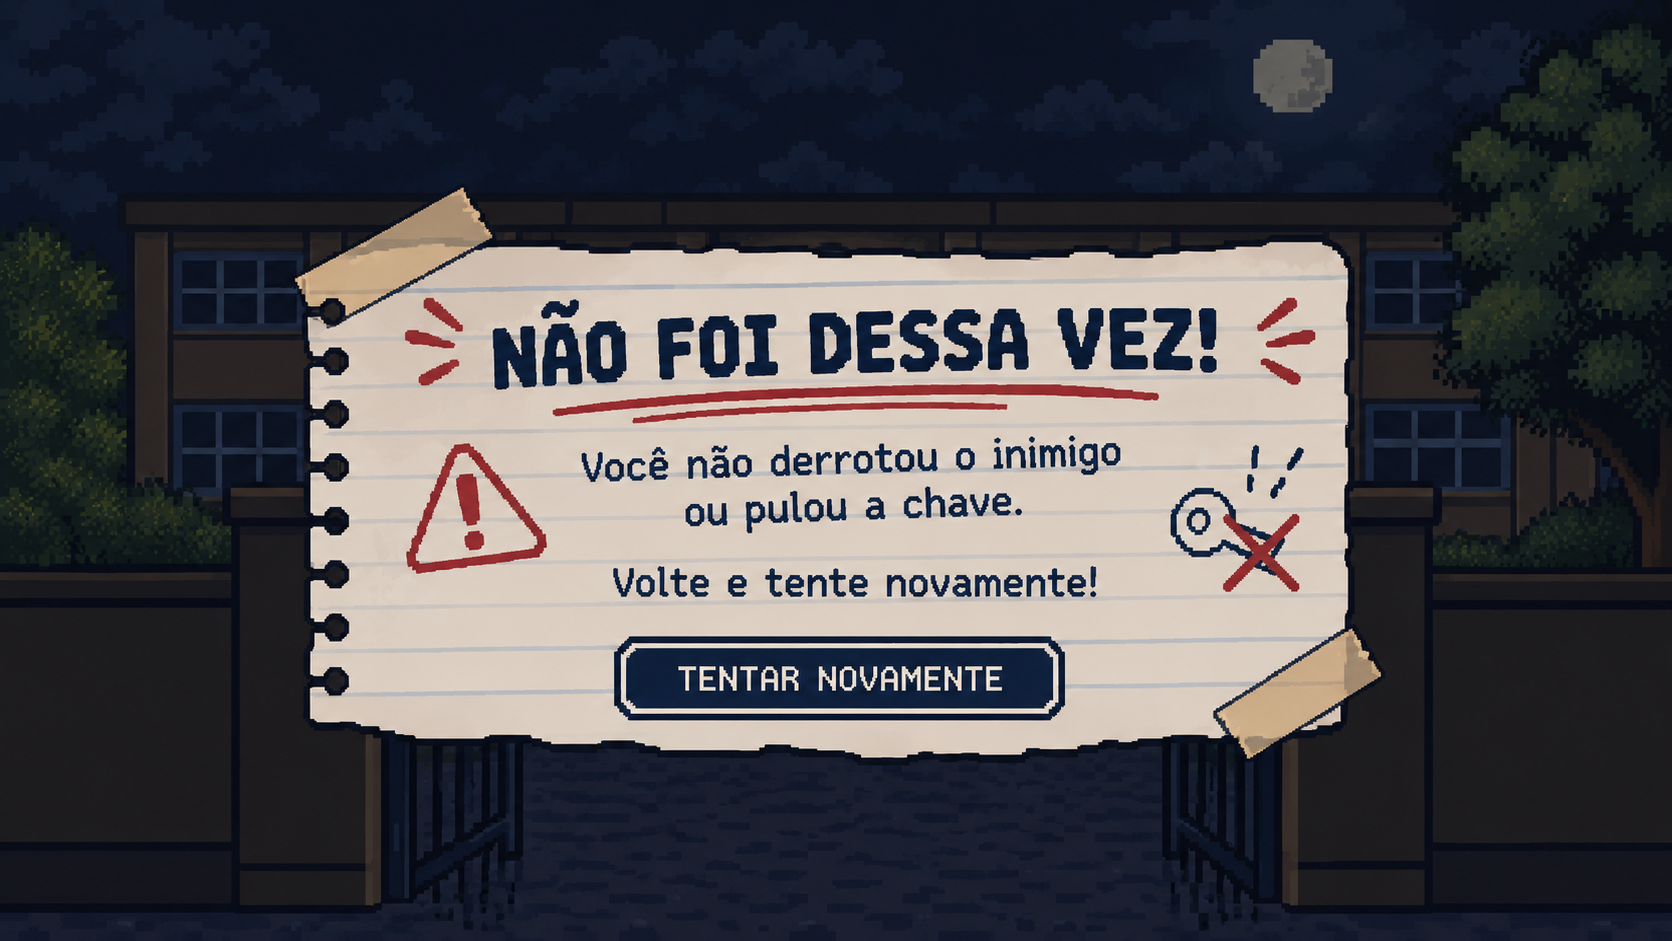 NÃO FOI DESSA VEZ!
Você não derrotou o inimigo
ou pulou a chave.
Volte e tente novamente!
TENTAR NOVAMENTE